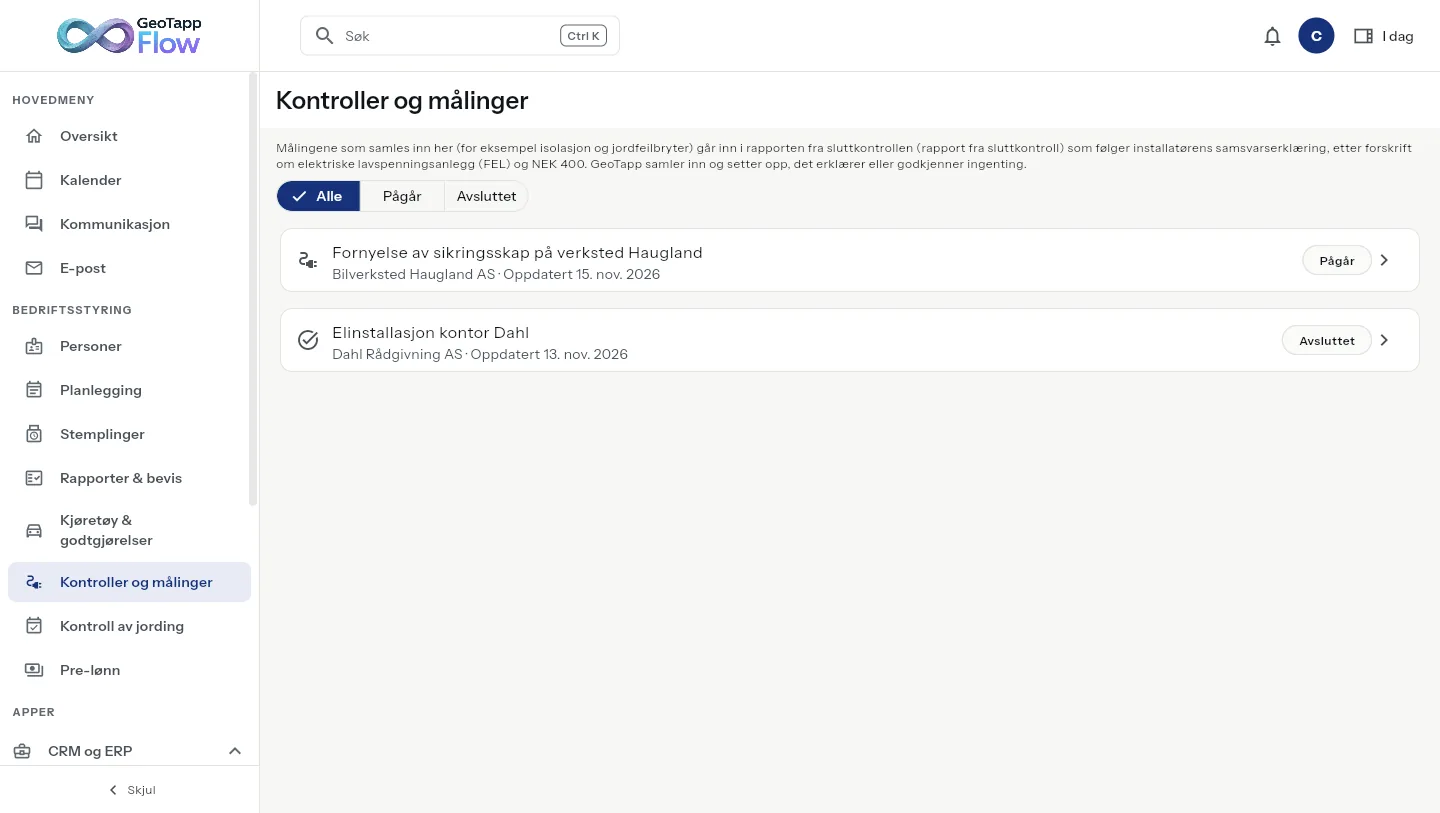 GeoTapp
Flow
Søk
Ctrl K
C
I dag
HOVEDMENY
Oversikt
Kalender
Kommunikasjon
E-post
BEDRIFTSSTYRING
Personer
Planlegging
Stemplinger
Rapporter & bevis
Kjøretøy &
godtgjørelser
Kontroller og målinger
Kontroll av jording
Pre-lønn
APPER
CRM og ERP
Skjul
Kontroller og målinger
Målingene som samles inn her (for eksempel isolasjon og jordfeilbryter) går inn i rapporten fra sluttkontrollen (rapport fra sluttkontroll) som følger installatørens samsvarserklæring, etter forskrift
om elektriske lavspenningsanlegg (FEL) og NEK 400. GeoTapp samler inn og setter opp, det erklærer eller godkjenner ingenting.
Alle
Pågår
Avsluttet
Fornyelse av sikringsskap på verksted Haugland
Bilverksted Haugland AS · Oppdatert 15. nov. 2026
Pågår
Elinstallasjon kontor Dahl
Dahl Rådgivning AS · Oppdatert 13. nov. 2026
Avsluttet